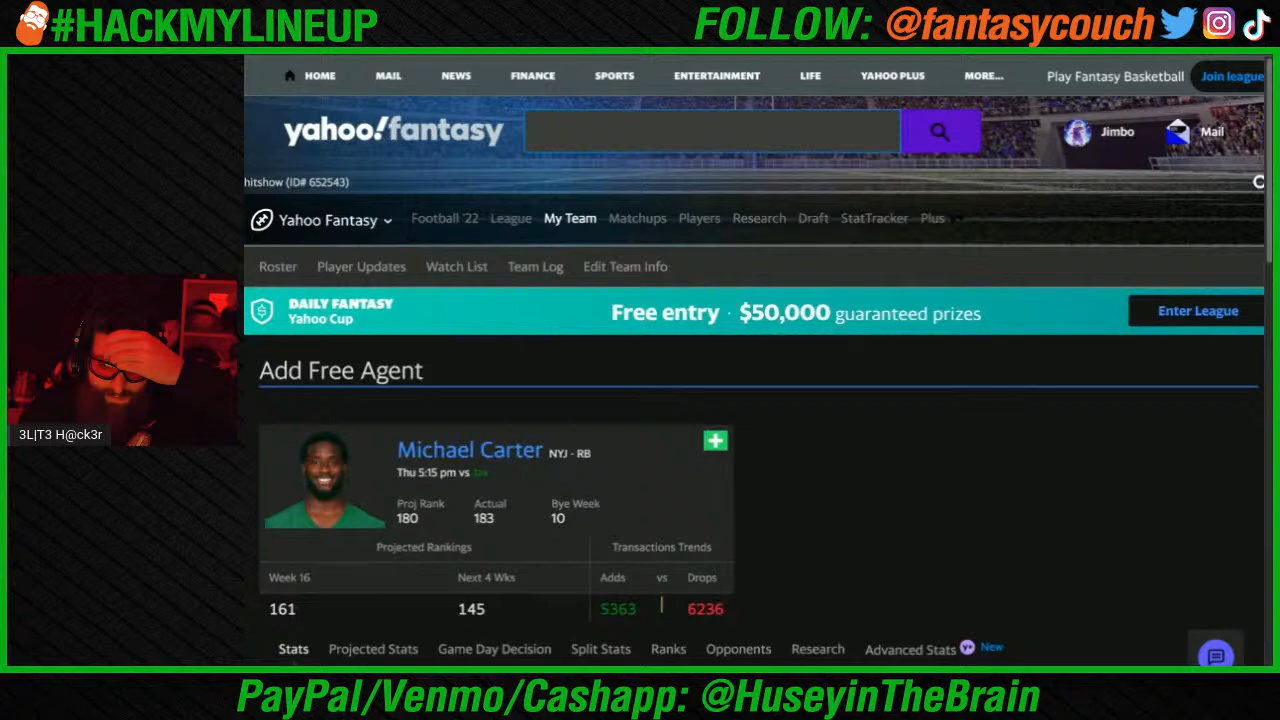 #HACKMYLINEUP
FOLLOW: @fantasycouch
HOME MAIL NEWS FINANCE SPORTS ENTERTAINMENT LIFE YAHOO PLUS MORE... Play Fantasy Basketball Join league
yahoo!fantasy
Jimbo Mail
hitshow (ID# 652543)
Yahoo Fantasy Football '22 League My Team Matchups Players Research Draft StatTracker Plus
Roster Player Updates Watch List Team Log Edit Team Info
DAILY FANTASY
Yahoo Cup
Free entry · $50,000 guaranteed prizes
Enter League
Add Free Agent
Michael Carter NYJ - RB
Thu 5:15 pm vs Jax
Proj Rank Actual Bye Week
180 183 10
Projected Rankings Transactions Trends
Week 16 Next 4 Wks Adds vs Drops
161 145 5363 6236
Stats Projected Stats Game Day Decision Split Stats Ranks Opponents Research Advanced Stats Y+ New
3L|T3 H@ck3r
PayPal/Venmo/Cashapp: @HuseyinTheBrain